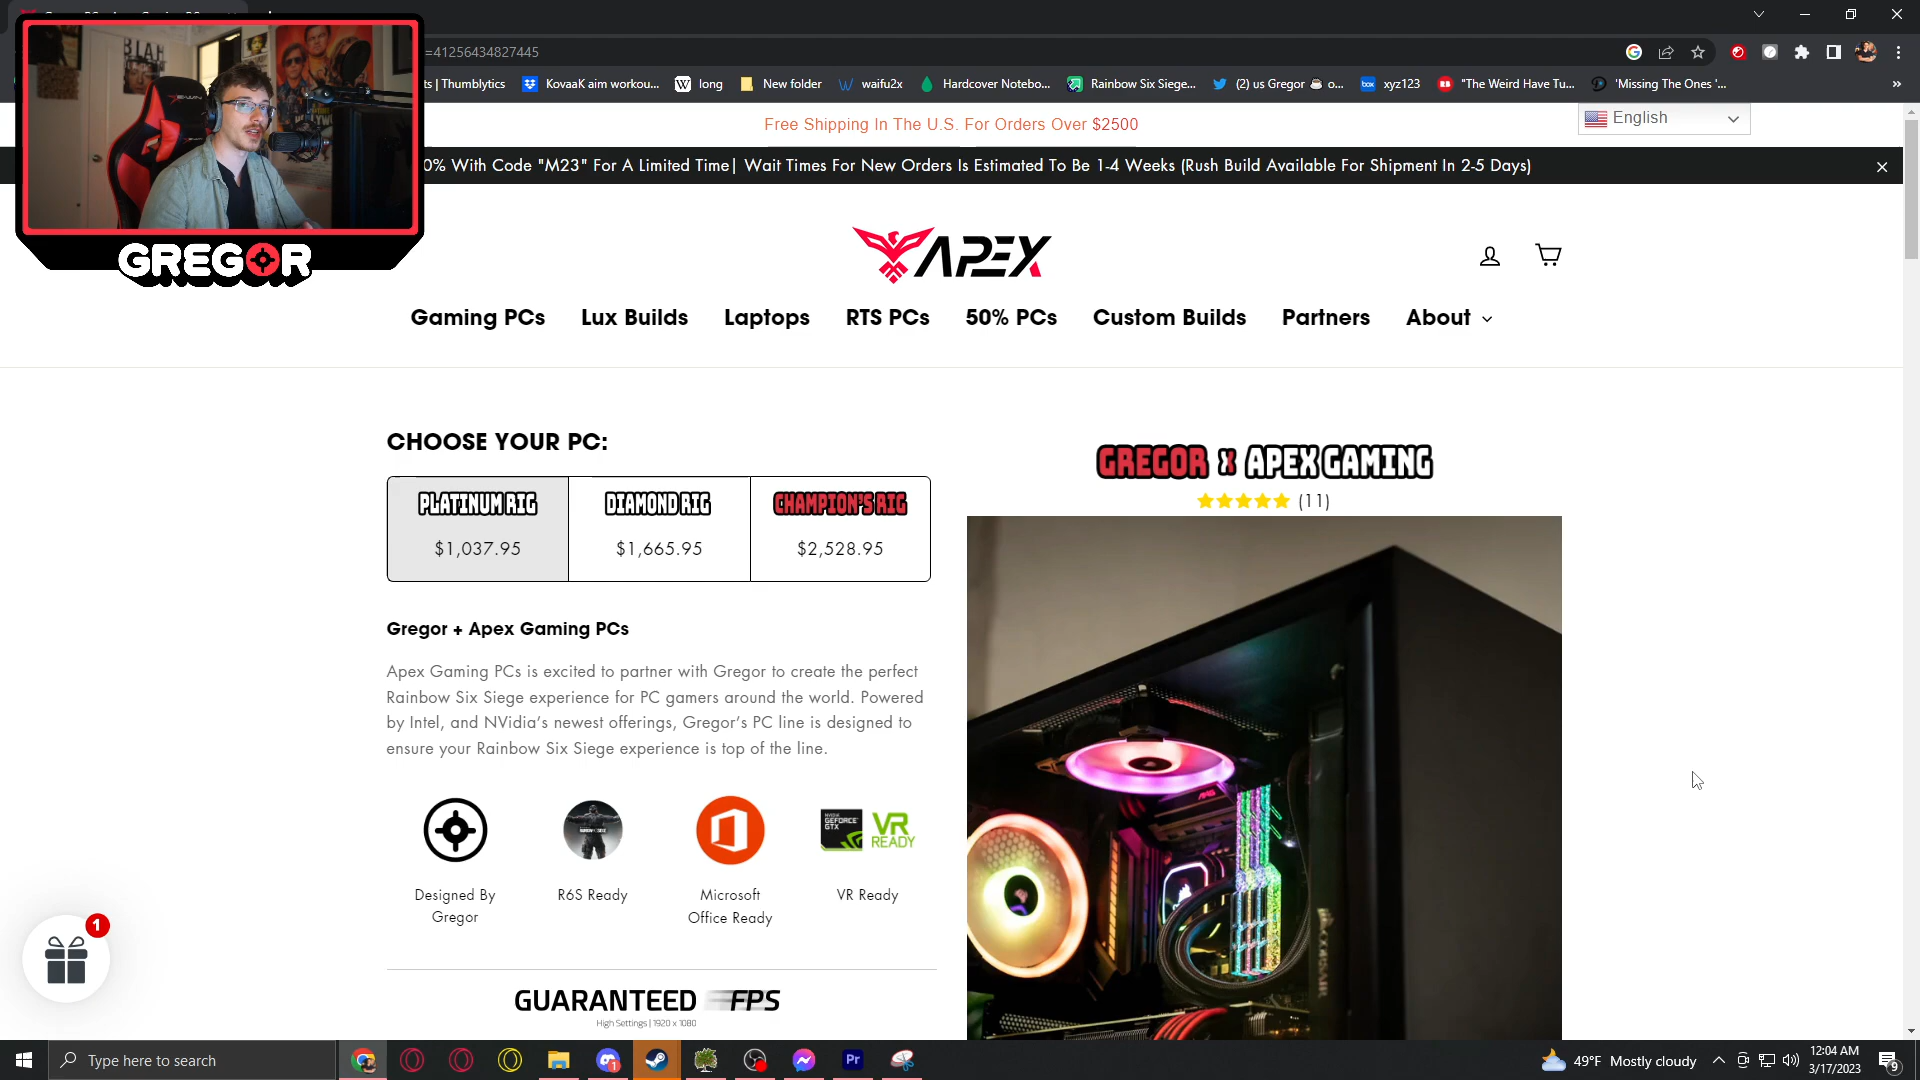 =41256434827445
ts | Thumblytics
KovaaK aim workou...
long
New folder
waifu2x
Hardcover Notebo...
Rainbow Six Siege...
(2) us Gregor ☕ o...
xyz123
"The Weird Have Tu...
'Missing The Ones '...
»
Free Shipping In The U.S. For Orders Over $2500
English
0% With Code "M23" For A Limited Time| Wait Times For New Orders Is Estimated To Be 1-4 Weeks (Rush Build Available For Shipment In 2-5 Days)
BLAH
GREGOR
APEX
Gaming PCs
Lux Builds
Laptops
RTS PCs
50% PCs
Custom Builds
Partners
About
CHOOSE YOUR PC:
GREGOR X APEX GAMING
(11)
PLATINUM RIG
DIAMOND RIG
CHAMPION'S RIG
$1,037.95
$1,665.95
$2,528.95
Gregor + Apex Gaming PCs
Apex Gaming PCs is excited to partner with Gregor to create the perfect
Rainbow Six Siege experience for PC gamers around the world. Powered
by Intel, and NVidia's newest offerings, Gregor's PC line is designed to
ensure your Rainbow Six Siege experience is top of the line.
NVIDIA
GEFORCE
GTX
VR
READY
Designed By
Gregor
R6S Ready
Microsoft
Office Ready
VR Ready
1
GUARANTEED FPS
High Settings | 1920 x 1080
Type here to search
Pr
49°F Mostly cloudy
12:04 AM
3/17/2023
9